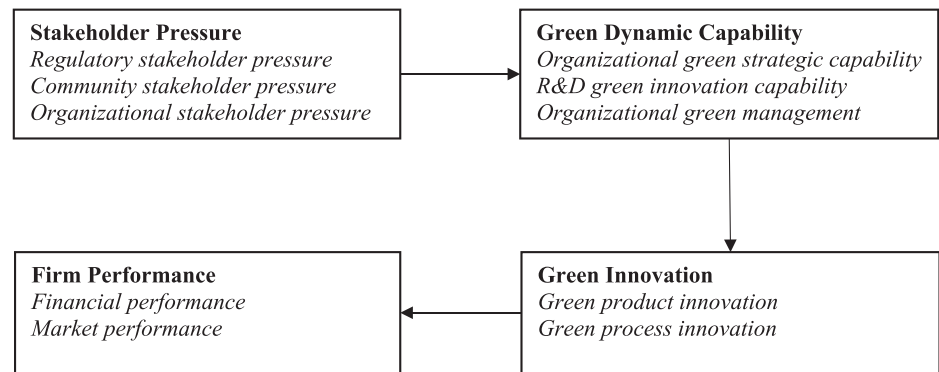 Stakeholder Pressure
Regulatory stakeholder pressure
Community stakeholder pressure
Organizational stakeholder pressure
Green Dynamic Capability
Organizational green strategic capability
R&D green innovation capability
Organizational green management
Firm Performance
Financial performance
Market performance
Green Innovation
Green product innovation
Green process innovation